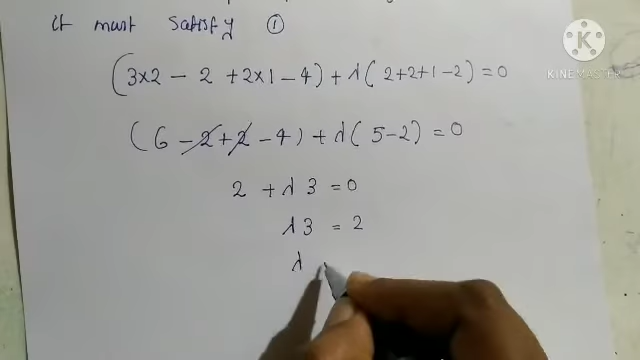 It must satisfy ①
(3×2 - 2 + 2×1 - 4) + λ(2+2+1-2) = 0
(6 - 2 + 2 - 4) + λ(5-2) = 0
2 + λ3 = 0
λ3 = 2
λ
KINEMASTER